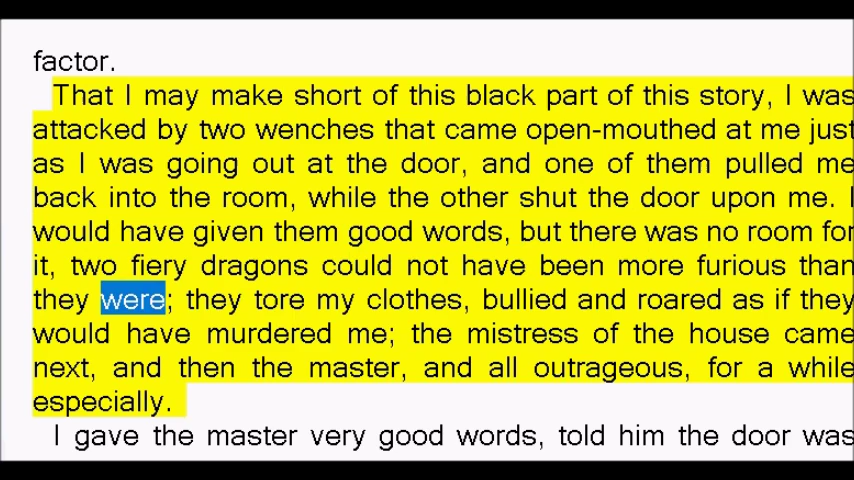 factor.
That I may make short of this black part of this story, I was
attacked by two wenches that came open-mouthed at me just
as I was going out at the door, and one of them pulled me
back into the room, while the other shut the door upon me. I
would have given them good words, but there was no room for
it, two fiery dragons could not have been more furious than
they were; they tore my clothes, bullied and roared as if they
would have murdered me; the mistress of the house came
next, and then the master, and all outrageous, for a while
especially.
I gave the master very good words, told him the door was